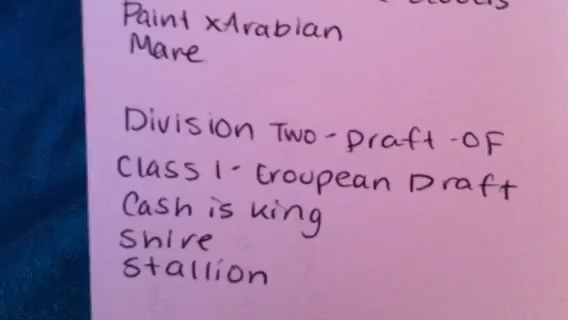 Paint xArabian
Mare
Division Two - Draft - OF
Class 1 - Eroupean Draft
Cash is king
Shire
Stallion